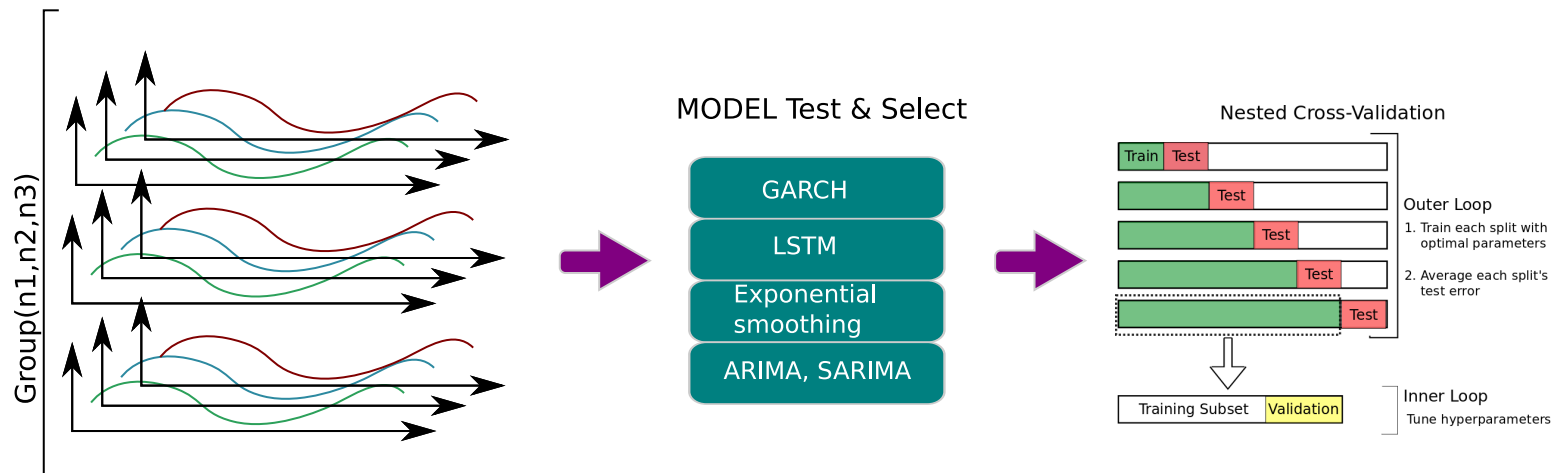 Group(n1,n2,n3)
MODEL Test & Select
GARCH
LSTM
Exponential
smoothing
ARIMA, SARIMA
Nested Cross-Validation
Train Test
Test
Test
Test
Test
Outer Loop
1. Train each split with
optimal parameters
2. Average each split's
test error
Training Subset Validation
Inner Loop
Tune hyperparameters